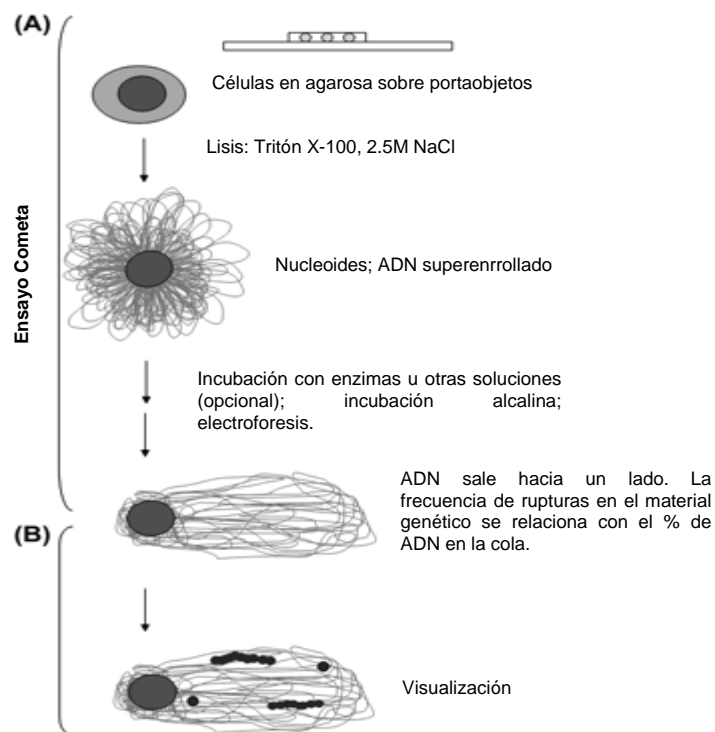 (A)
Células en agarosa sobre portaobjetos
Lisis: Tritón X-100, 2.5M NaCl
Ensayo Cometa
Nucleoides; ADN superenrrollado
Incubación con enzimas u otras soluciones
(opcional); incubación alcalina;
electroforesis.
ADN sale hacia un lado. La
frecuencia de rupturas en el material
genético se relaciona con el % de
ADN en la cola.
(B)
Visualización